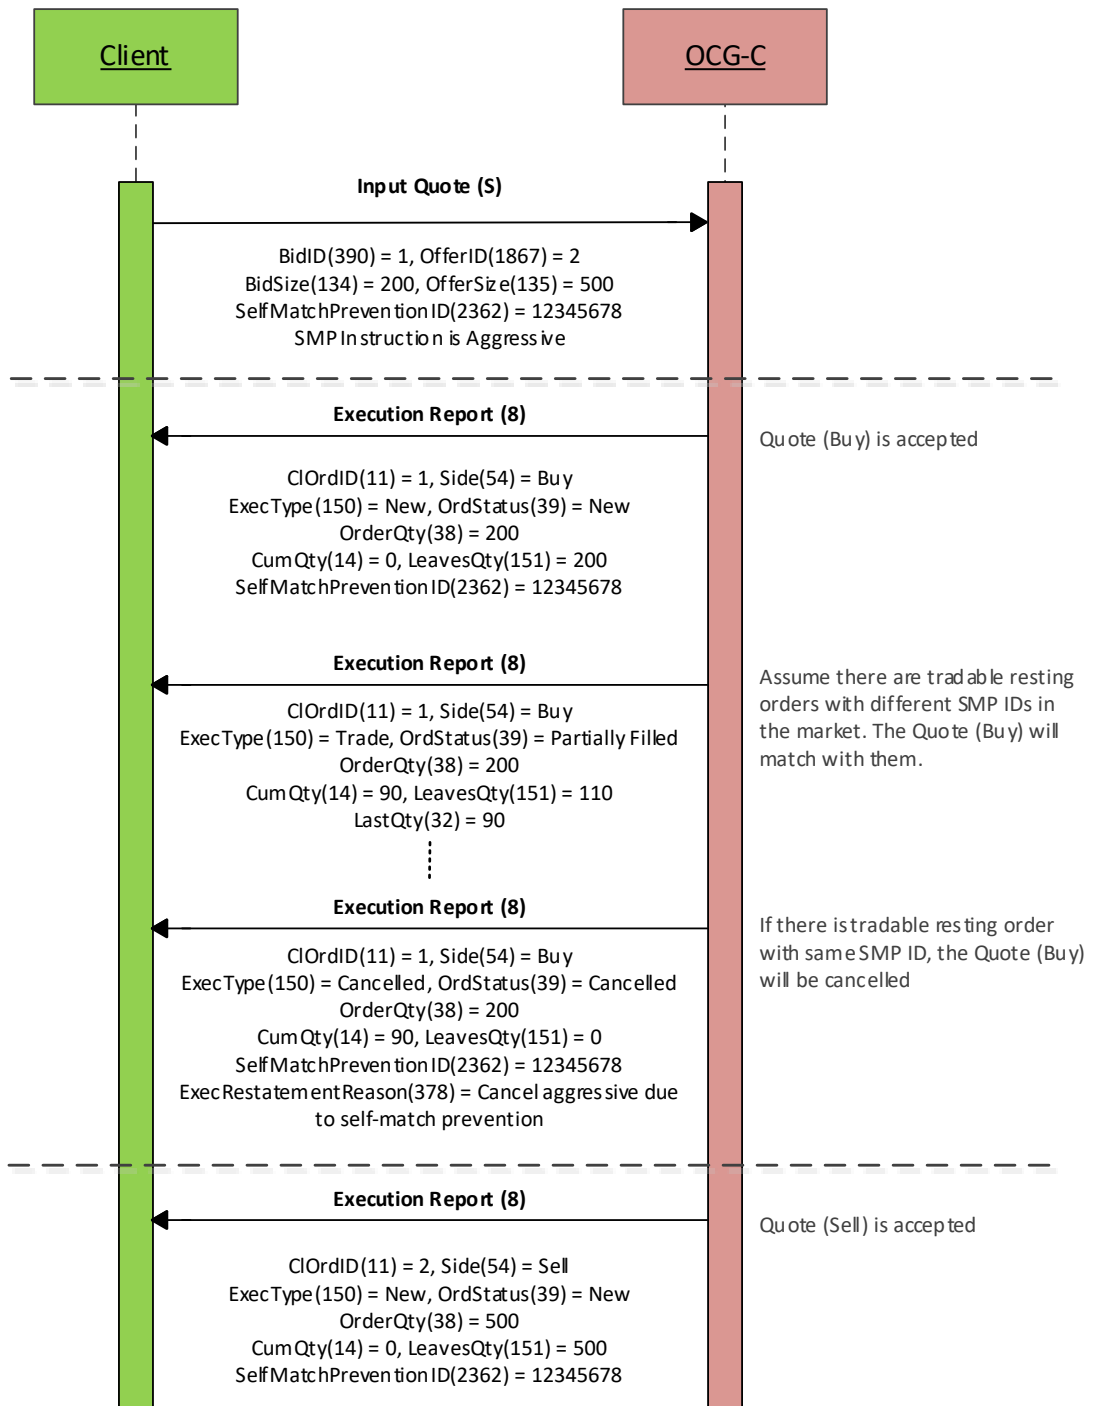 Client
OCG-C
Input Quote (S)
BidID(390) = 1, OfferID(1867) = 2
BidSize(134) = 200, OfferSize(135) = 500
SelfMatchPreventionID(2362) = 12345678
SMP Instruction is Aggressive
Execution Report (8)
Quote (Buy) is accepted
ClOrdID(11) = 1, Side(54) = Buy
ExecType(150) = New, OrdStatus(39) = New
OrderQty(38) = 200
CumQty(14) = 0, LeavesQty(151) = 200
SelfMatchPreventionID(2362) = 12345678
Execution Report (8)
Assume there are tradable resting
orders with different SMP IDs in
the market. The Quote (Buy) will
match with them.
ClOrdID(11) = 1, Side(54) = Buy
ExecType(150) = Trade, OrdStatus(39) = Partially Filled
OrderQty(38) = 200
CumQty(14) = 90, LeavesQty(151) = 110
LastQty(32) = 90
Execution Report (8)
If there is tradable resting order
with same SMP ID, the Quote (Buy)
will be cancelled
ClOrdID(11) = 1, Side(54) = Buy
ExecType(150) = Cancelled, OrdStatus(39) = Cancelled
OrderQty(38) = 200
CumQty(14) = 90, LeavesQty(151) = 0
SelfMatchPreventionID(2362) = 12345678
ExecRestatementReason(378) = Cancel aggressive due
to self-match prevention
Execution Report (8)
Quote (Sell) is accepted
ClOrdID(11) = 2, Side(54) = Sell
ExecType(150) = New, OrdStatus(39) = New
OrderQty(38) = 500
CumQty(14) = 0, LeavesQty(151) = 500
SelfMatchPreventionID(2362) = 12345678